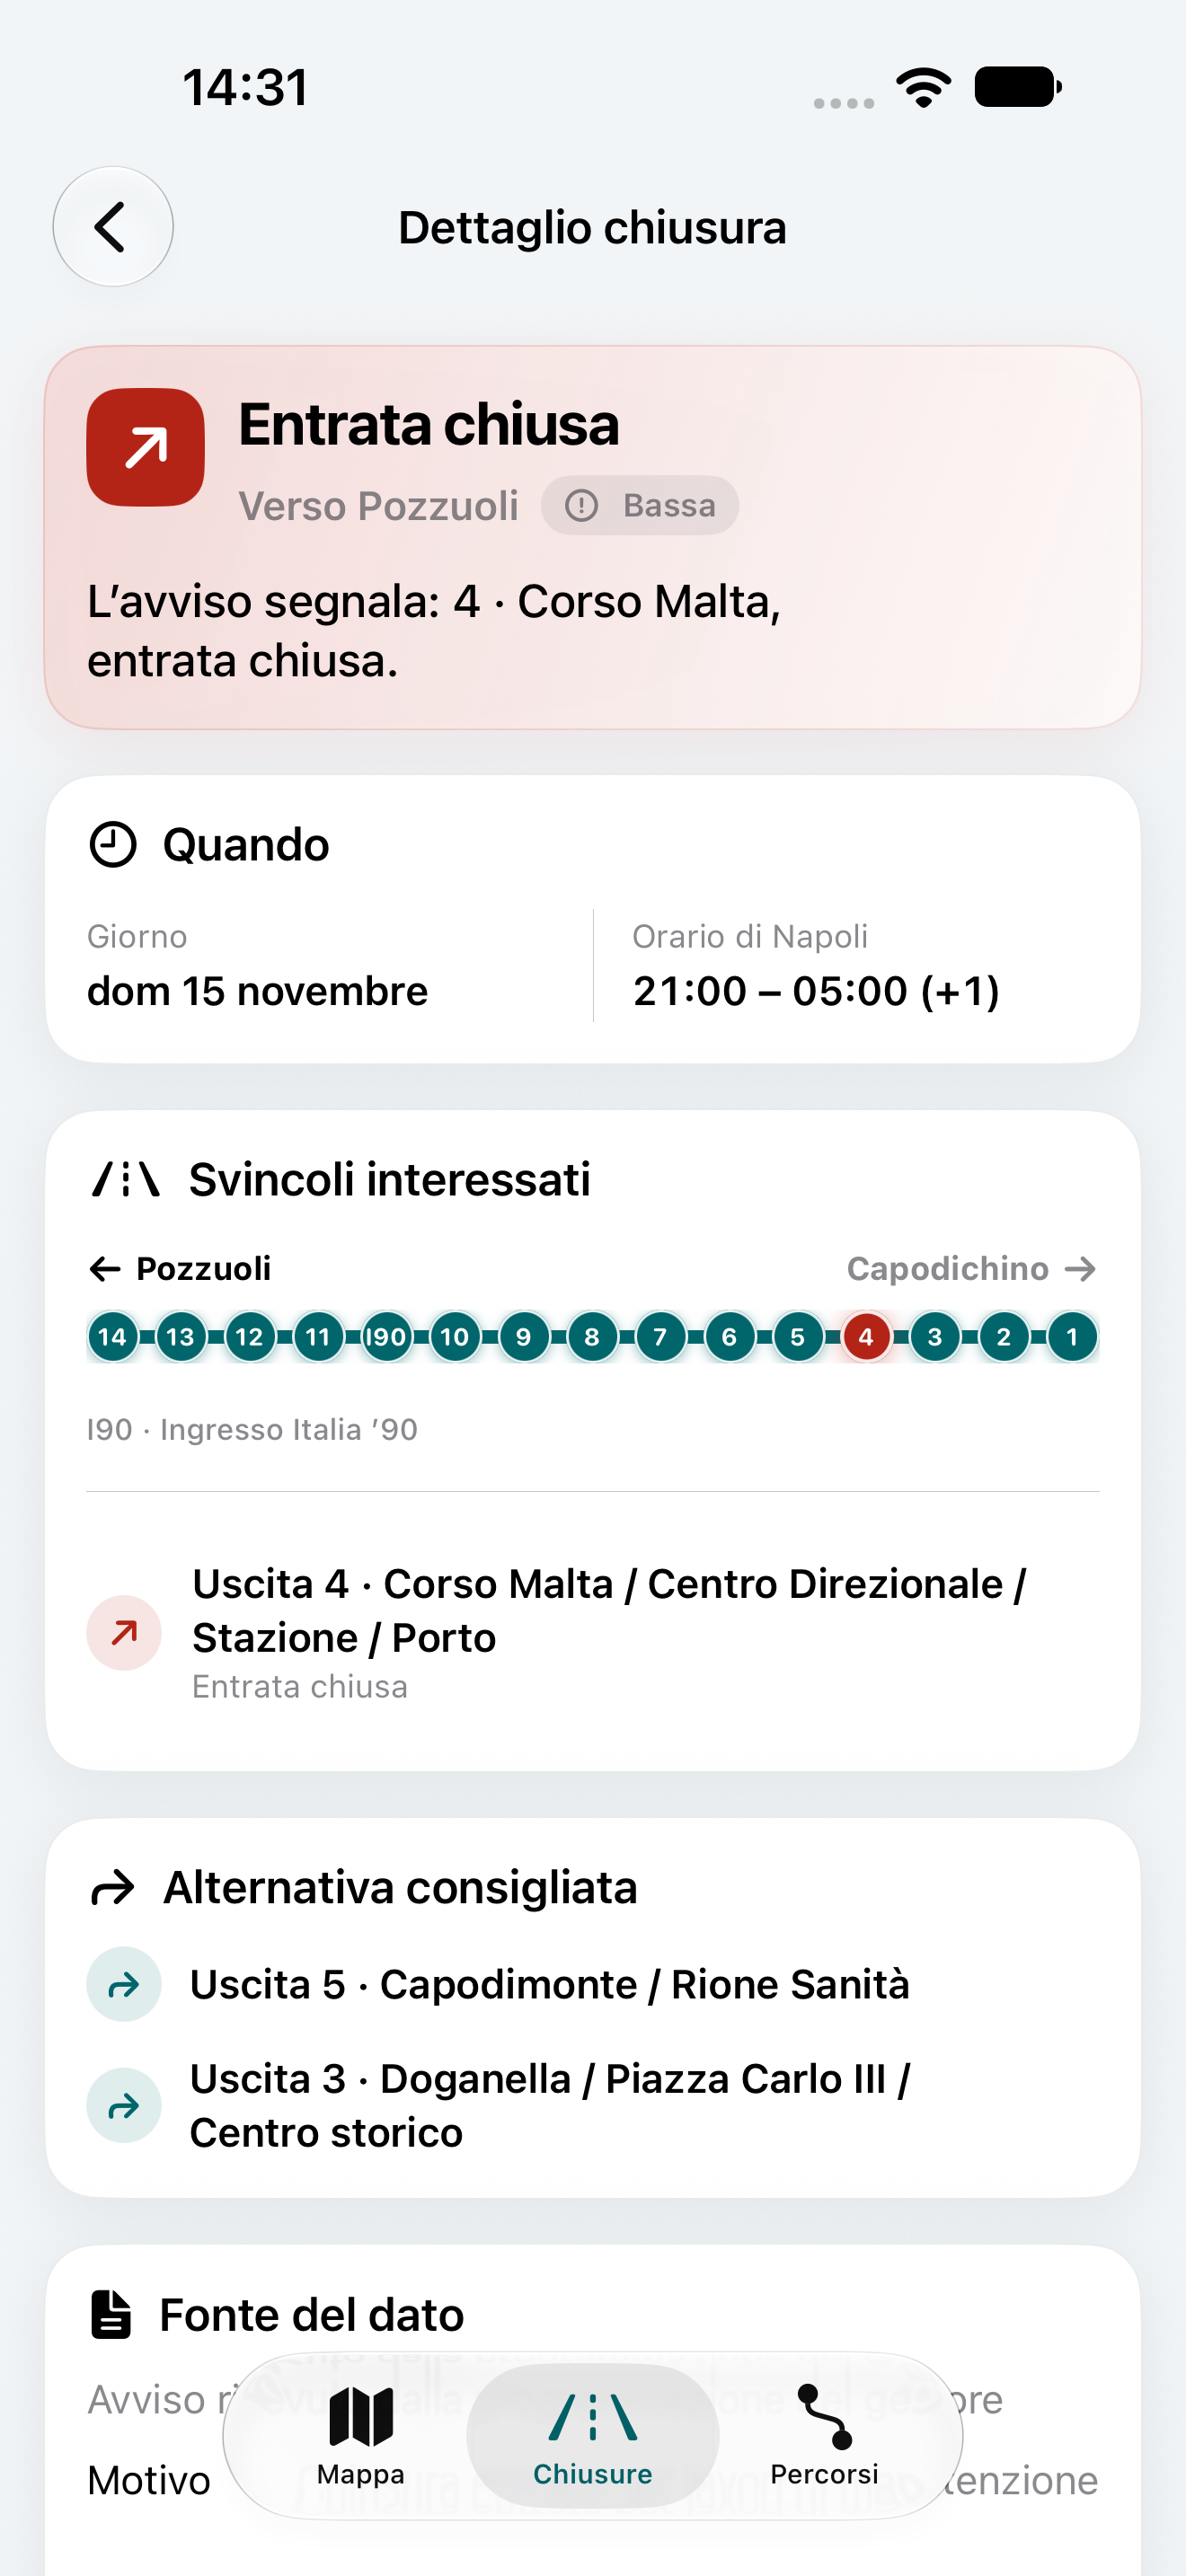 14:31
Dettaglio chiusura
Entrata chiusa
Verso Pozzuoli Bassa
L’avviso segnala: 4 · Corso Malta,
entrata chiusa.
Quando
Giorno
dom 15 novembre
Orario di Napoli
21:00 – 05:00 (+1)
Svincoli interessati
← Pozzuoli
Capodichino →
14 13 12 11 I90 10 9 8 7 6 5 4 3 2 1
I90 · Ingresso Italia ’90
Uscita 4 · Corso Malta / Centro Direzionale /
Stazione / Porto
Entrata chiusa
Alternativa consigliata
Uscita 5 · Capodimonte / Rione Sanità
Uscita 3 · Doganella / Piazza Carlo III /
Centro storico
Fonte del dato
Avviso
Motivo
Mappa
Chiusure
Percorsi